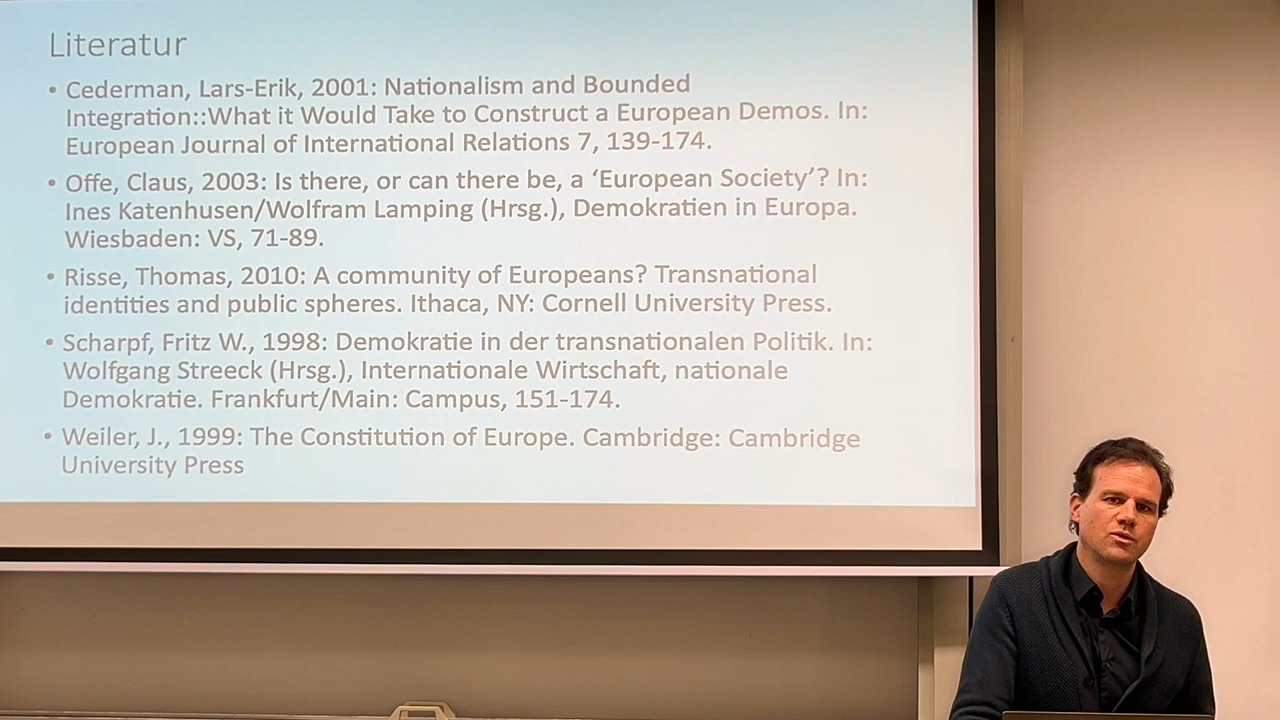 Literatur
• Cederman, Lars-Erik, 2001: Nationalism and Bounded
Integration::What it Would Take to Construct a European Demos. In:
European Journal of International Relations 7, 139-174.
• Offe, Claus, 2003: Is there, or can there be, a ‘European Society’? In:
Ines Katenhusen/Wolfram Lamping (Hrsg.), Demokratien in Europa.
Wiesbaden: VS, 71-89.
• Risse, Thomas, 2010: A community of Europeans? Transnational
identities and public spheres. Ithaca, NY: Cornell University Press.
• Scharpf, Fritz W., 1998: Demokratie in der transnationalen Politik. In:
Wolfgang Streeck (Hrsg.), Internationale Wirtschaft, nationale
Demokratie. Frankfurt/Main: Campus, 151-174.
• Weiler, J., 1999: The Constitution of Europe. Cambridge: Cambridge
University Press